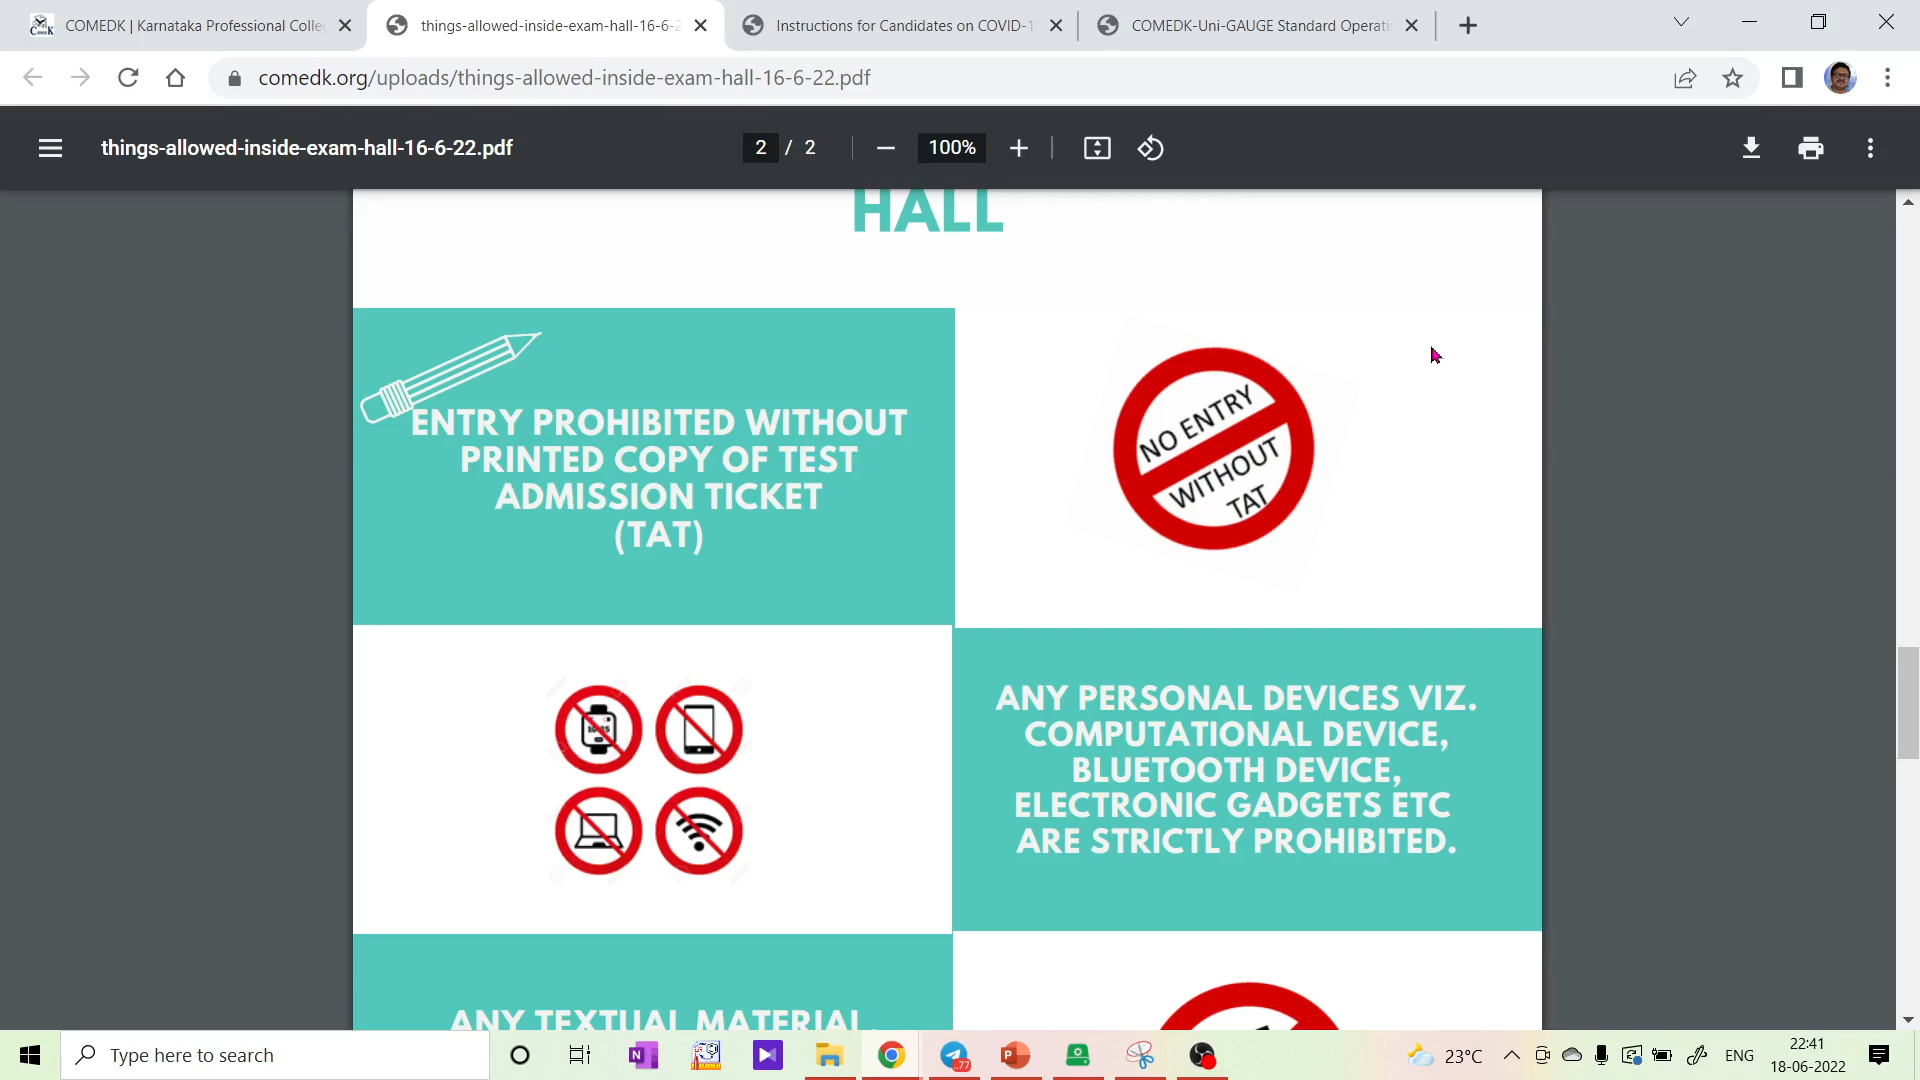 COMEDK | Karnataka Professional Colle
things-allowed-inside-exam-hall-16-6-2
Instructions for Candidates on COVID-1
COMEDK-Uni-GAUGE Standard Operati
comedk.org/uploads/things-allowed-inside-exam-hall-16-6-22.pdf
things-allowed-inside-exam-hall-16-6-22.pdf
2 / 2
100%
HALL
ENTRY PROHIBITED WITHOUT
PRINTED COPY OF TEST
ADMISSION TICKET
(TAT)
NO ENTRY
WITHOUT
TAT
ANY PERSONAL DEVICES VIZ.
COMPUTATIONAL DEVICE,
BLUETOOTH DEVICE,
ELECTRONIC GADGETS ETC
ARE STRICTLY PROHIBITED.
ANY TEXTUAL MATERIAL
Type here to search
77
23°C
ENG
22:41
18-06-2022